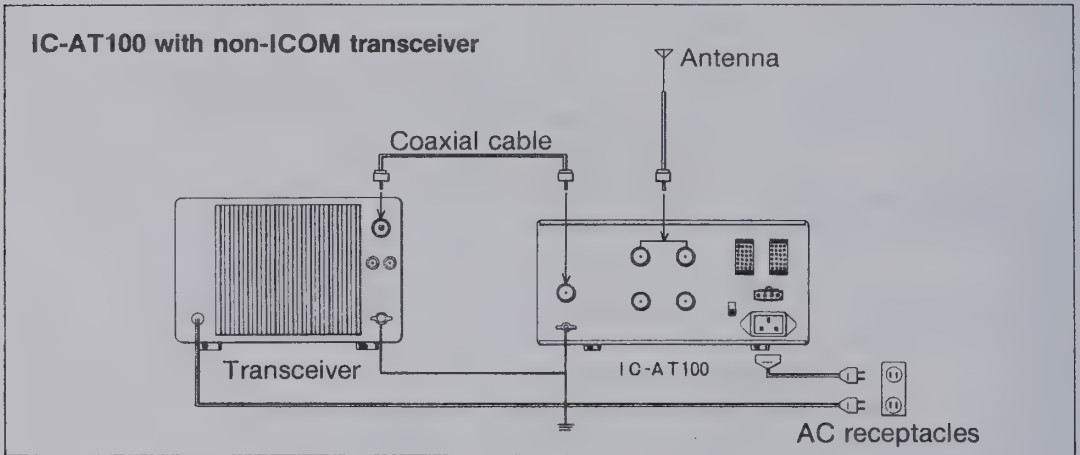 IC-AT100 with non-ICOM transceiver
Antenna
Coaxial cable
Transceiver
IC-AT100
AC receptacles